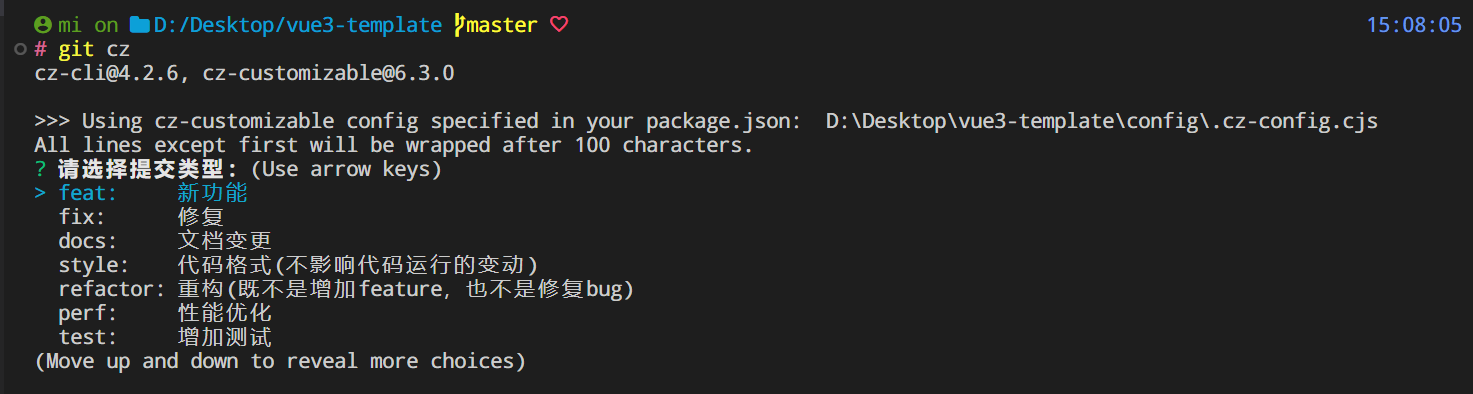 mi on D:/Desktop/vue3-template master 15:08:05
# git cz
cz-cli@4.2.6, cz-customizable@6.3.0
>>> Using cz-customizable config specified in your package.json:  D:\Desktop\vue3-template\config\.cz-config.cjs
All lines except first will be wrapped after 100 characters.
? 请选择提交类型: (Use arrow keys)
> feat:     新功能
  fix:      修复
  docs:     文档变更
  style:    代码格式(不影响代码运行的变动)
  refactor: 重构(既不是增加feature, 也不是修复bug)
  perf:     性能优化
  test:     增加测试
(Move up and down to reveal more choices)